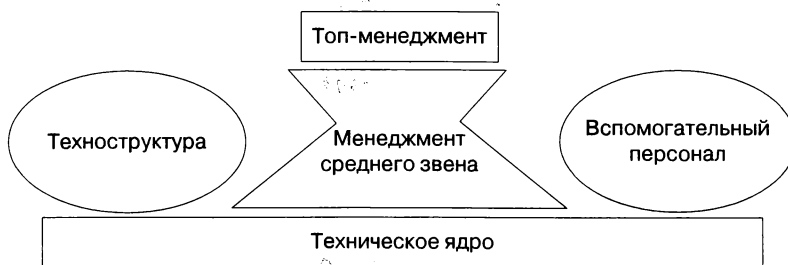 Топ-менеджмент
Техноструктура
Менеджмент
среднего звена
Вспомогательный
персонал
Техническое ядро